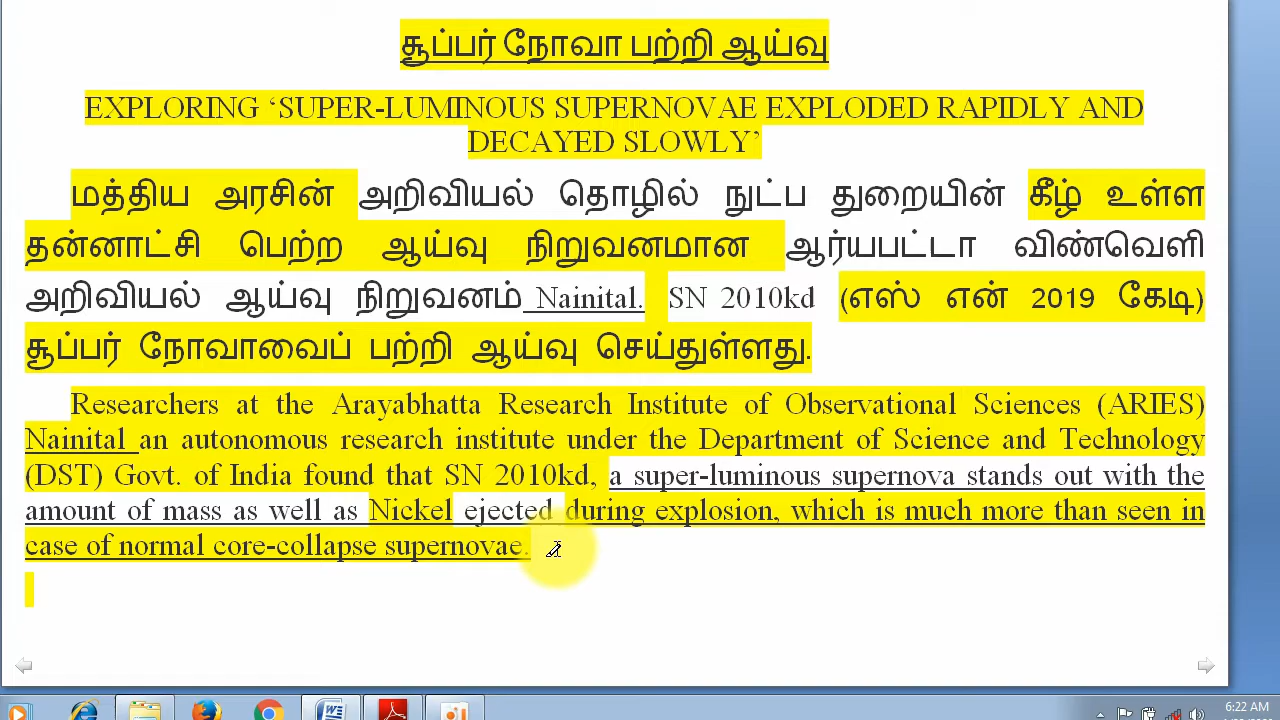 சூப்பர் நோவா பற்றி ஆய்வு
EXPLORING ‘SUPER-LUMINOUS SUPERNOVAE EXPLODED RAPIDLY AND
DECAYED SLOWLY’
மத்திய அரசின் அறிவியல் தொழில் நுட்ப துறையின் கீழ் உள்ள
தன்னாட்சி பெற்ற ஆய்வு நிறுவனமான ஆர்யபட்டா விண்வெளி
அறிவியல் ஆய்வு நிறுவனம் Nainital. SN 2010kd (எஸ் என் 2019 கேடி)
சூப்பர் நோவாவைப் பற்றி ஆய்வு செய்துள்ளது.
Researchers at the Arayabhatta Research Institute of Observational Sciences (ARIES)
Nainital an autonomous research institute under the Department of Science and Technology
(DST) Govt. of India found that SN 2010kd, a super-luminous supernova stands out with the
amount of mass as well as Nickel ejected during explosion, which is much more than seen in
case of normal core-collapse supernovae.
6:22 AM